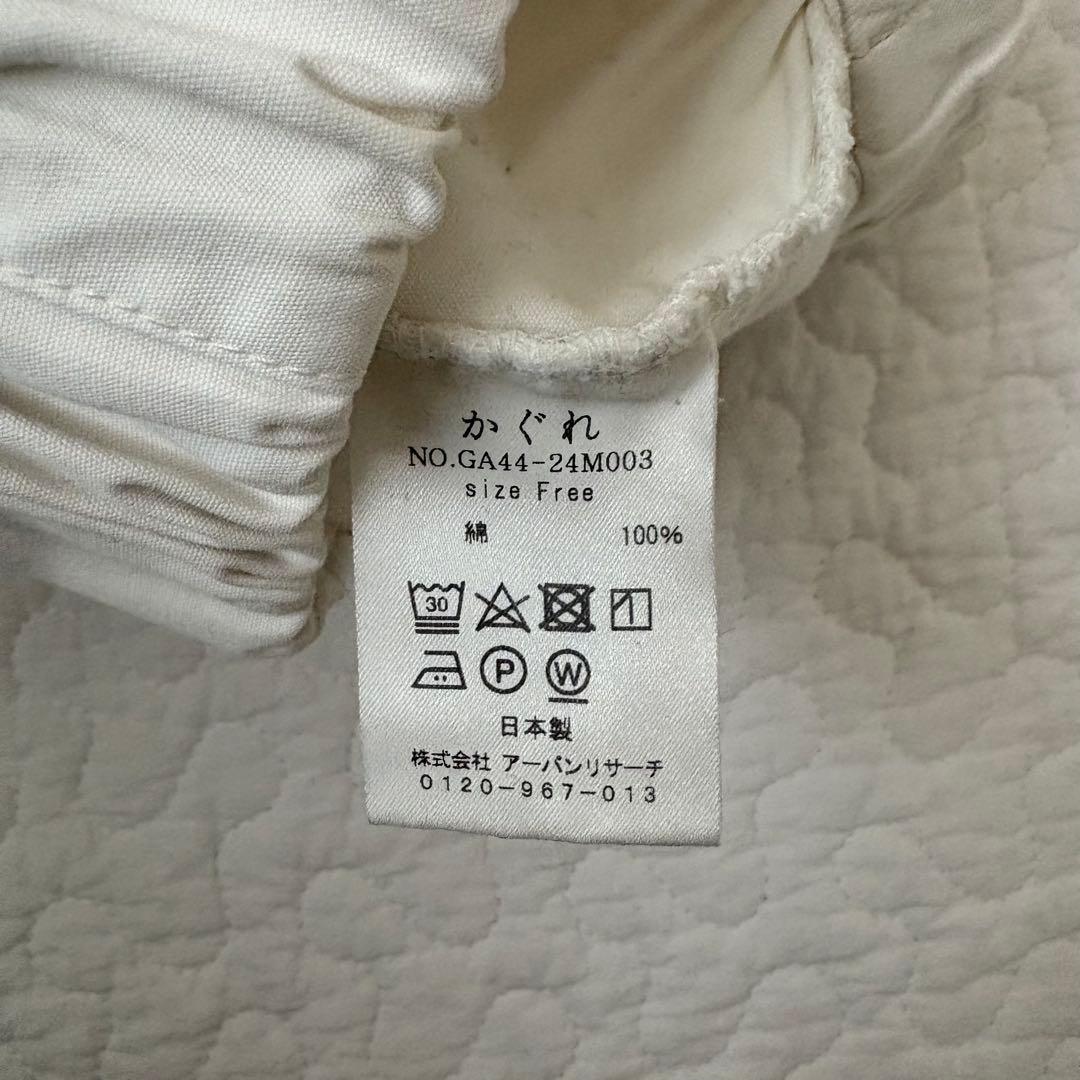 かぐれ
NO.GA44-24M003
size Free
綿 100%
30
P W
日本製
株式会社 アーバンリサーチ
0120-967-013